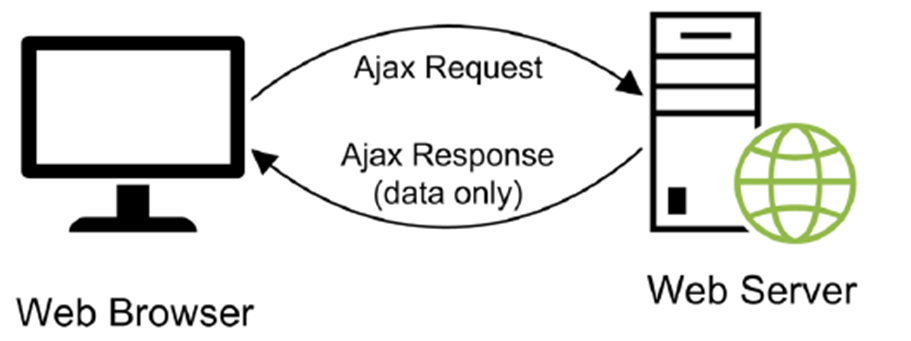 Ajax Request
Ajax Response
(data only)
Web Browser
Web Server